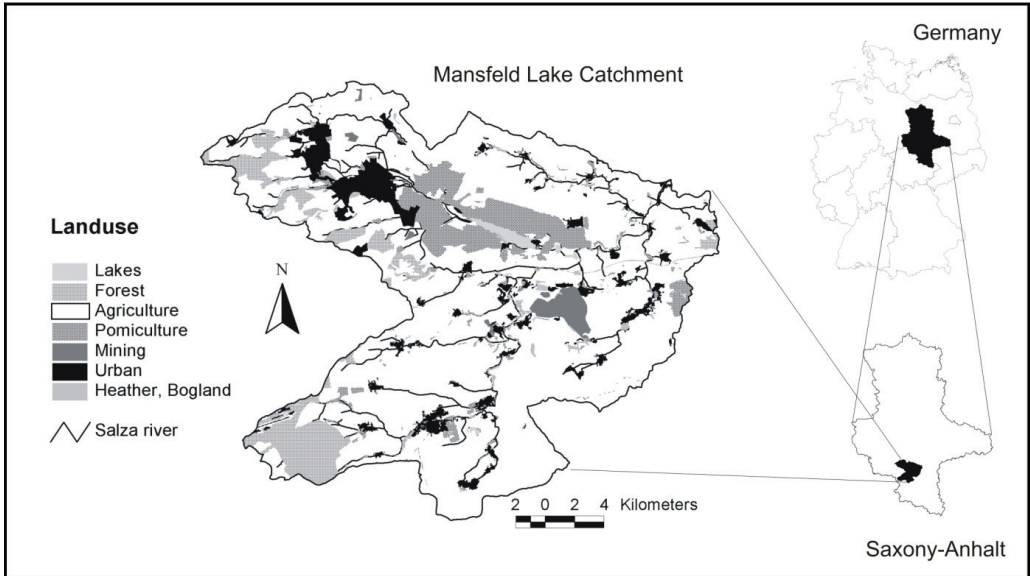 Germany
Mansfeld Lake Catchment
Landuse
Lakes
Forest
Agriculture
Pomiculture
Mining
Urban
Heather, Bogland
Salza river
N
2 0 2 4 Kilometers
Saxony-Anhalt